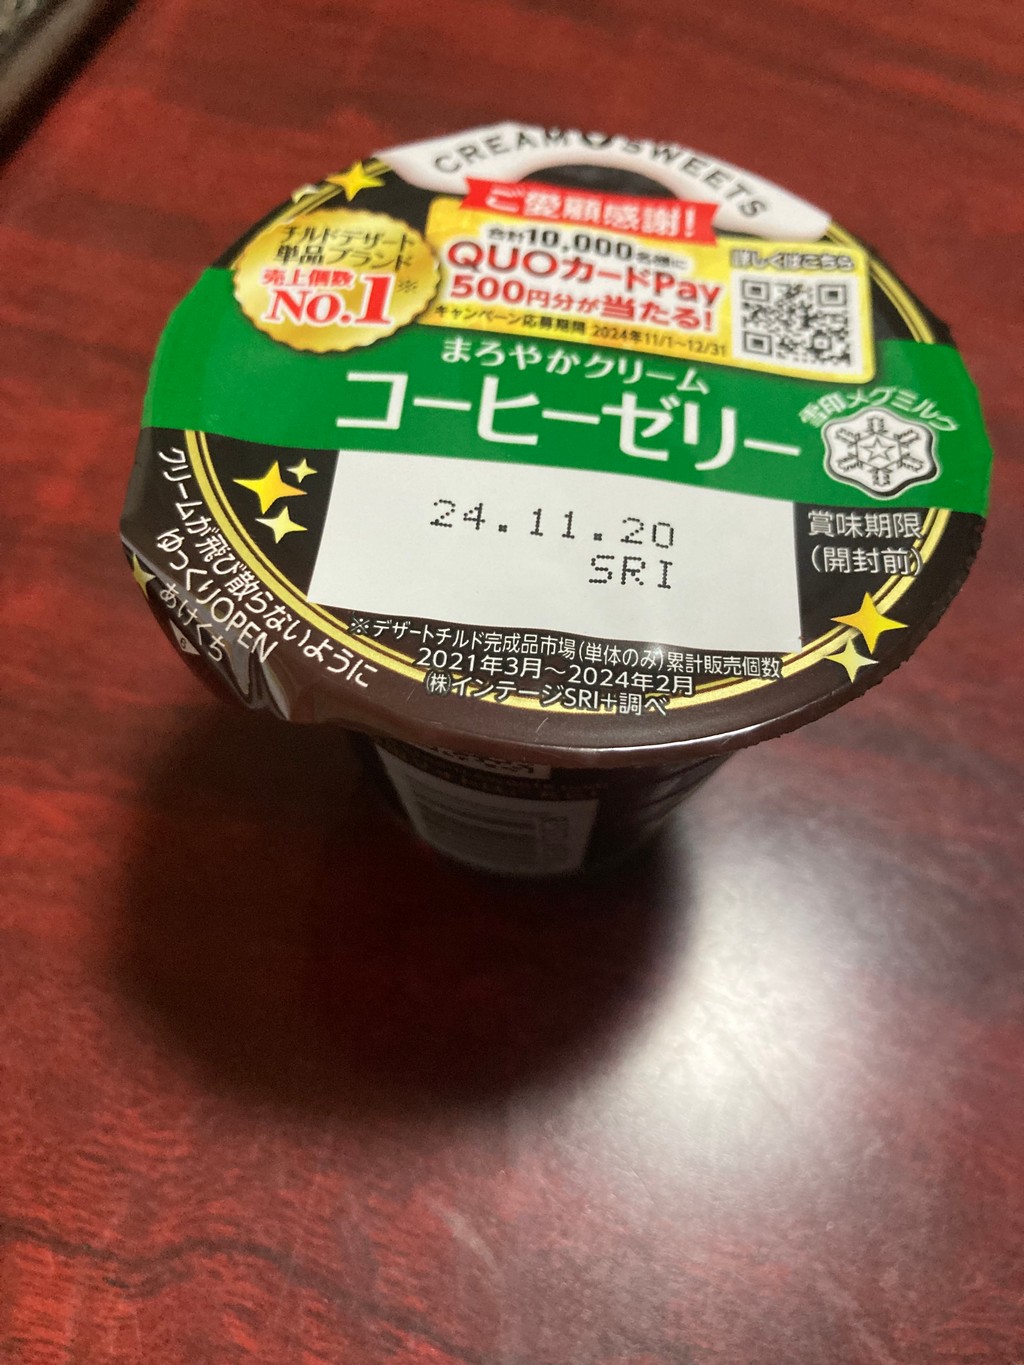 CREAM SWEETS
ご愛顧感謝!
合計10,000名様に
QUOカードPay
500円分が当たる!
キャンペーン応募期間 2024年11/1~12/31
詳しくはこちら
チルドデザート
単品ブランド
売上個数
No.1※
まろやかクリーム
コーヒーゼリー
雪印メグミルク
24.11.20
SRI
賞味期限
(開封前)
クリームが飛び散らないように
ゆっくりOPEN
あけくち
※デザートチルド完成品市場(単体のみ)累計販売個数
2021年3月~2024年2月
㈱インテージSRI+調べ